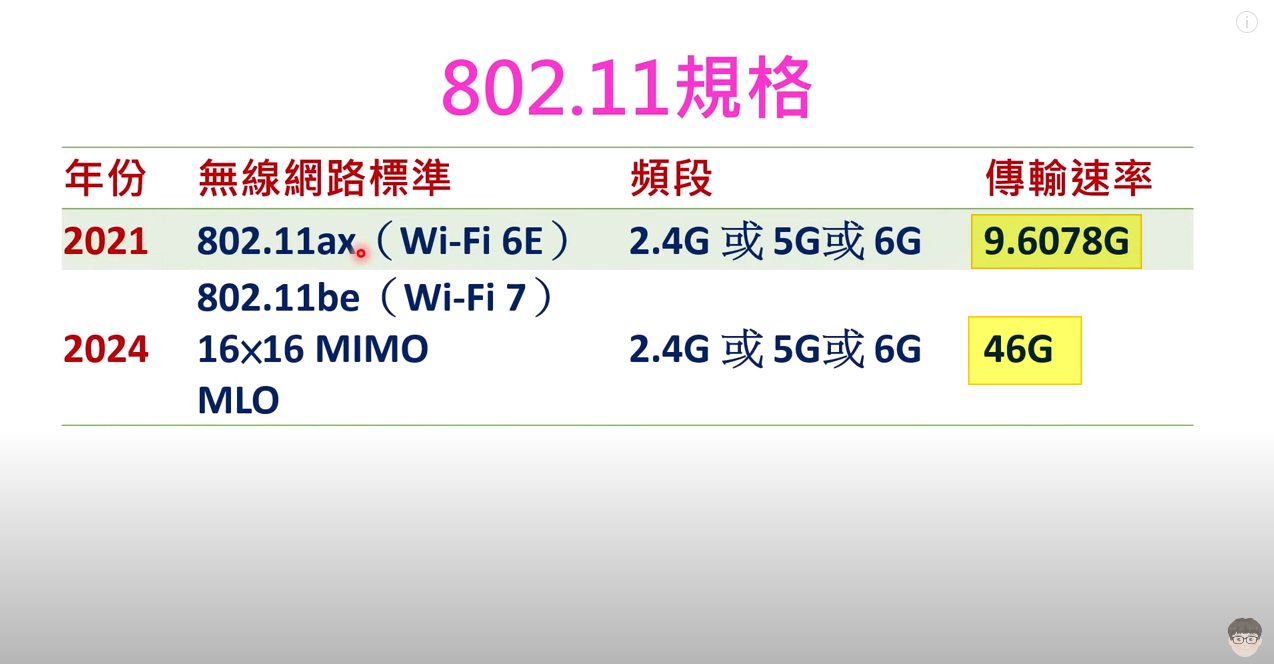 802.11規格
年份 無線網路標準 頻段 傳輸速率
2021 802.11ax（Wi-Fi 6E） 2.4G 或 5G或 6G 9.6078G
802.11be（Wi-Fi 7）
2024 16×16 MIMO 2.4G 或 5G或 6G 46G
MLO